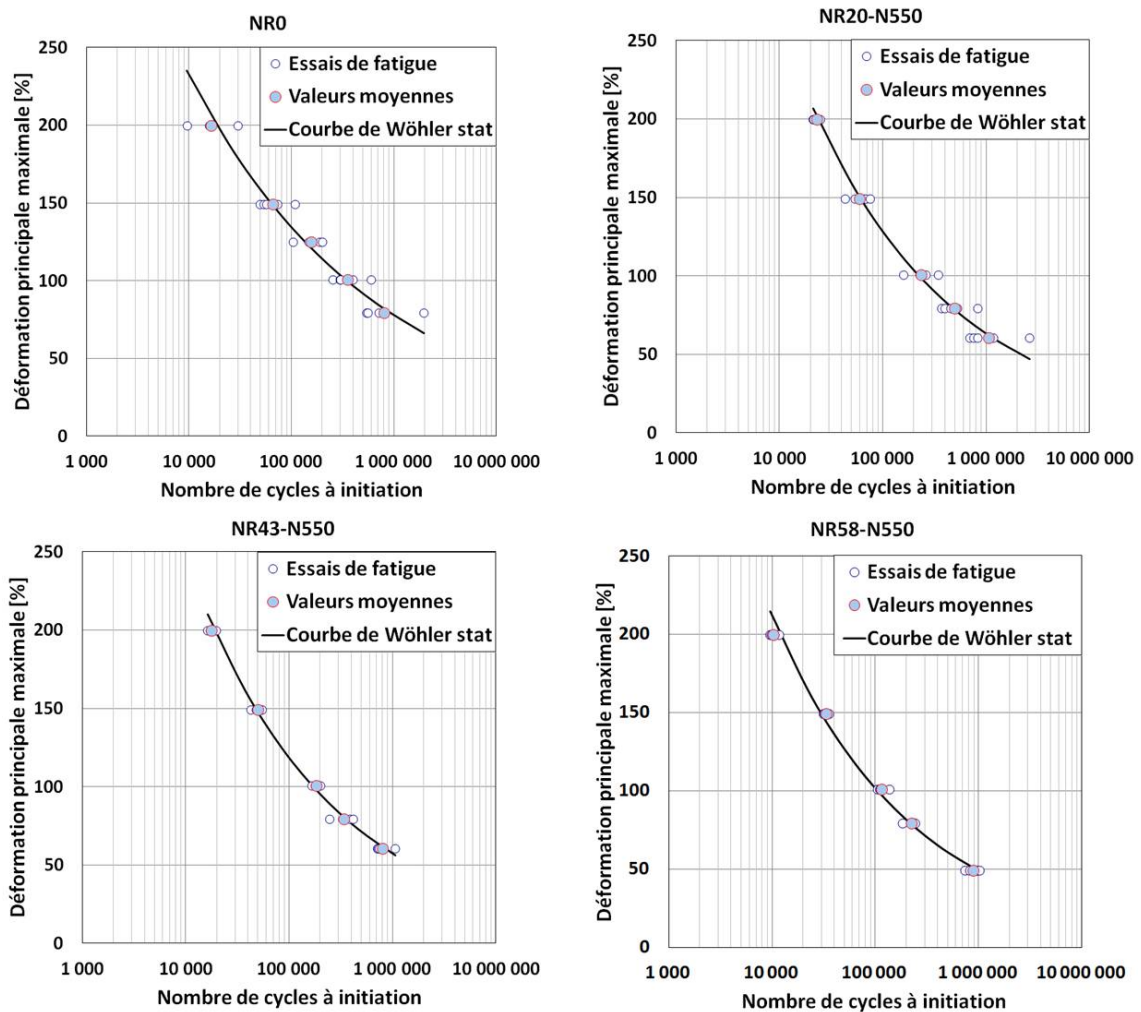 NR0
250
200
150
100
50
0
Déformation principale maximale [%]
Essais de fatigue
Valeurs moyennes
Courbe de Wöhler stat
1 000
10 000
100 000
1 000 000
10 000 000
Nombre de cycles à initiation
NR20-N550
250
200
150
100
50
0
Déformation principale maximale [%]
Essais de fatigue
Valeurs moyennes
Courbe de Wöhler stat
1 000
10 000
100 000
1 000 000
10 000 000
Nombre de cycles à initiation
NR43-N550
250
200
150
100
50
0
Déformation principale maximale [%]
Essais de fatigue
Valeurs moyennes
Courbe de Wöhler stat
1 000
10 000
100 000
1 000 000
10 000 000
Nombre de cycles à initiation
NR58-N550
250
200
150
100
50
0
Déformation principale maximale [%]
Essais de fatigue
Valeurs moyennes
Courbe de Wöhler stat
1 000
10 000
100 000
1 000 000
10 000 000
Nombre de cycles à initiation